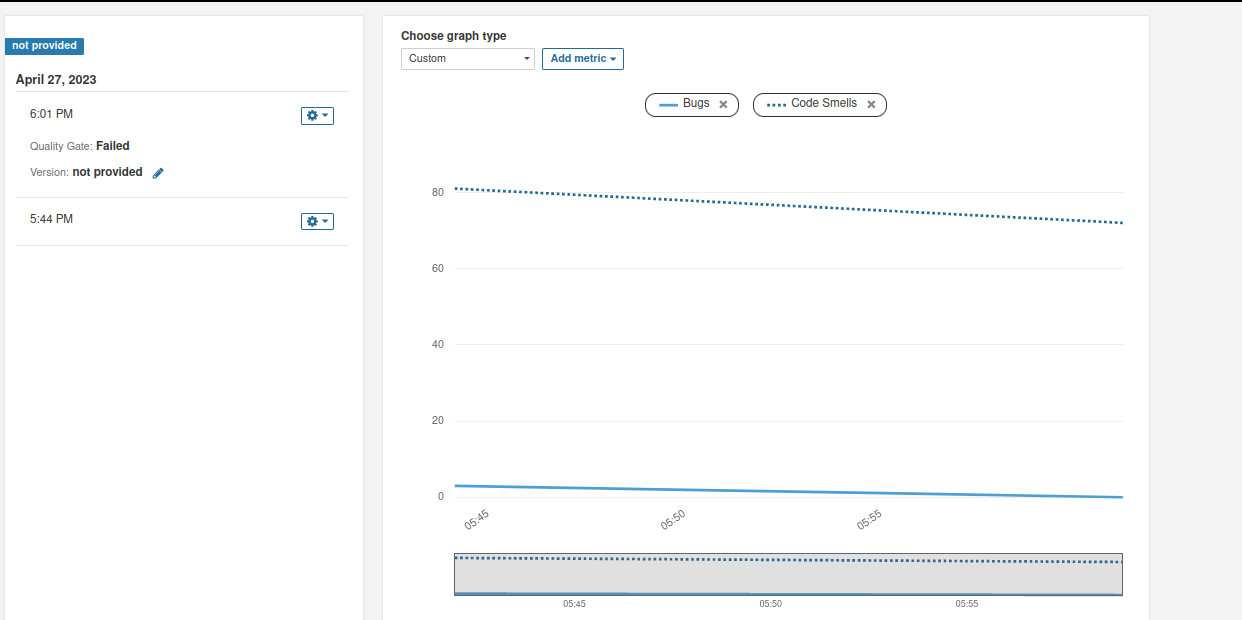 not provided
April 27, 2023
6:01 PM
Quality Gate: Failed
Version: not provided
5:44 PM
Choose graph type
Custom
Add metric
Bugs
Code Smells
80
60
40
20
0
05:45 05:50 05:55
05:45 05:50 05:55